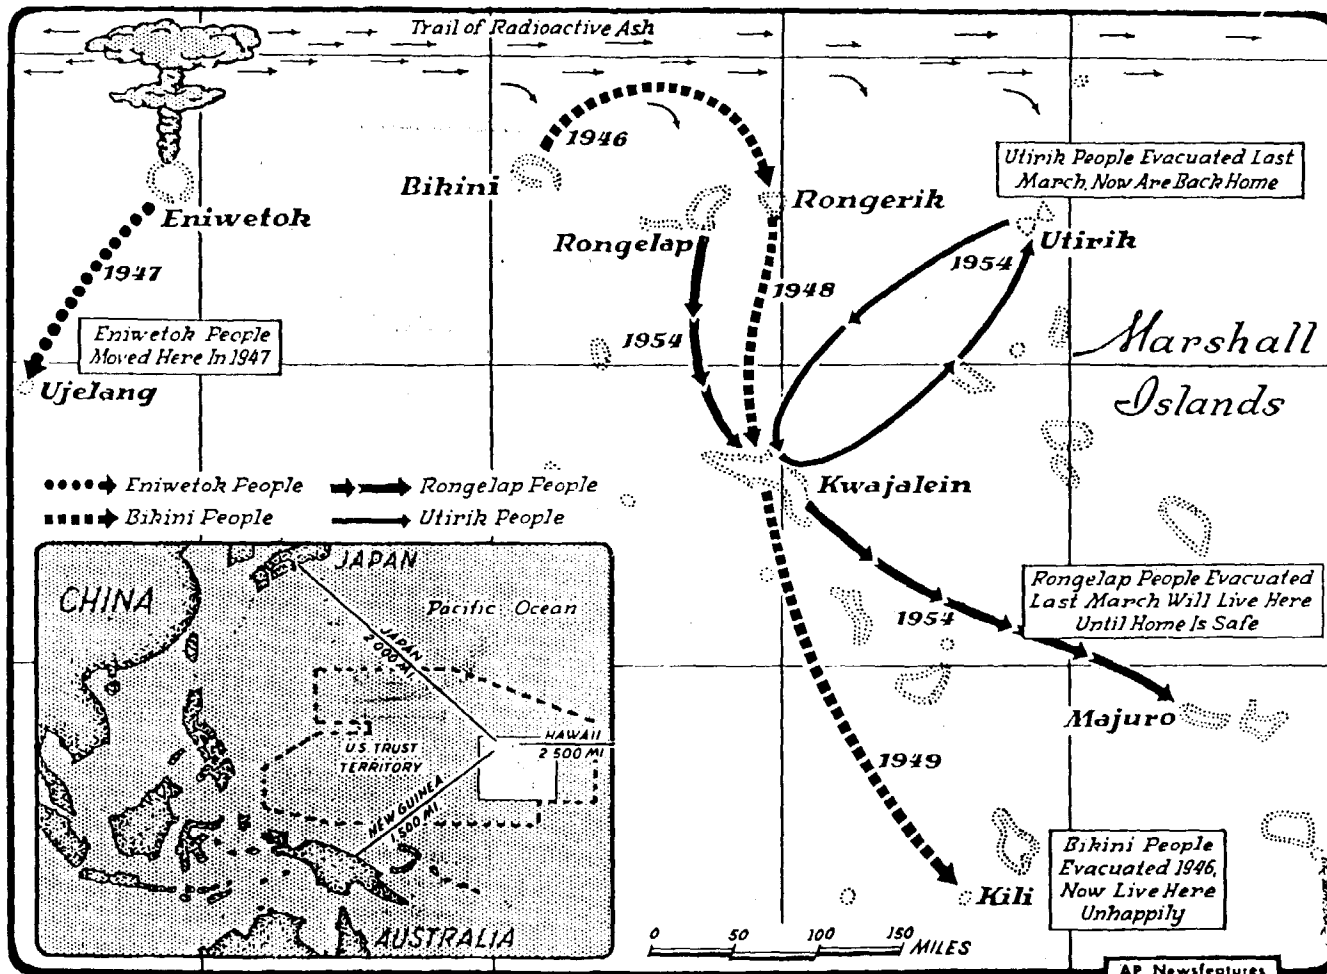 Trail of Radioactive Ash
1946
Bikini
Eniwetok
Rongerik
Rongelap
Utirik People Evacuated Last
March, Now Are Back Home
Utirik
1954
1947
1948
1954
Eniwetok People
Moved Here In 1947
Ujelang
Marshall
Islands
Kwajalein
Eniwetok People
Rongelap People
Bikini People
Utirik People
Rongelap People Evacuated
Last March Will Live Here
Until Home Is Safe
1954
Majuro
1949
Bikini People
Evacuated 1946,
Now Live Here
Unhappily
Kili
JAPAN
CHINA
Pacific Ocean
JAPAN
2 000 MI.
HAWAII
2 500 MI
U.S. TRUST
TERRITORY
NEW GUINEA
1,500 MI.
AUSTRALIA
0 50 100 150
MILES
AP Newsfeatures